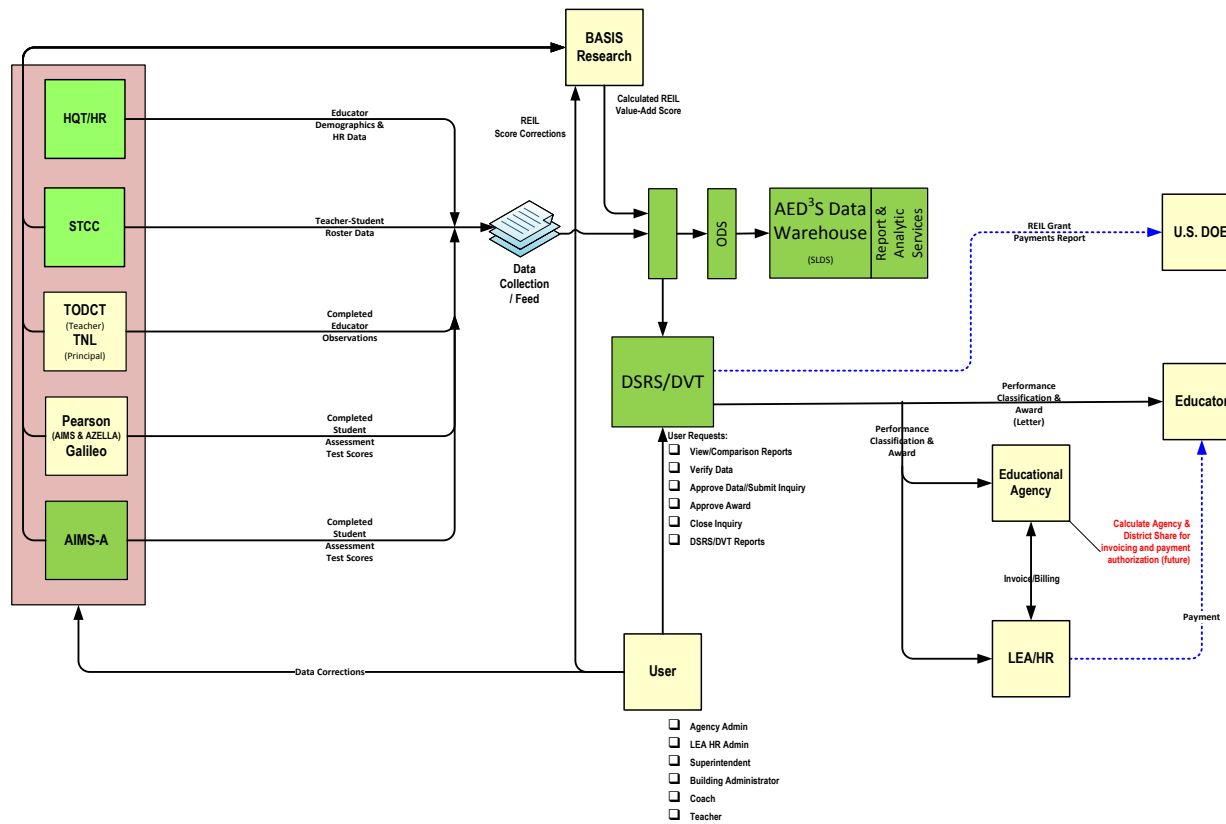 BASIS
Research
HQT/HR
Educator
Demographics &
HR Data
REIL
Score Corrections
Calculated REIL
Value-Add Score
STCC
Teacher-Student
Roster Data
Data
Collection
/ Feed
ODS
AED³S Data
Warehouse
(SLDS)
Report &
Analytic
Services
REIL Grant
Payments Report
U.S. DOE
TODCT
(Teacher)
TNL
(Principal)
Completed
Educator
Observations
DSRS/DVT
Performance
Classification &
Award
(Letter)
Educator
Pearson
(AIMS & AZELLA)
Galileo
Completed
Student
Assessment
Test Scores
User Requests:
View/Comparison Reports
Verify Data
Approve Data//Submit Inquiry
Approve Award
Close Inquiry
DSRS/DVT Reports
Performance
Classification &
Award
Educational
Agency
Calculate Agency &
District Share for
invoicing and payment
authorization (future)
AIMS-A
Completed
Student
Assessment
Test Scores
Invoice/Billing
Payment
LEA/HR
Data Corrections
User
Agency Admin
LEA HR Admin
Superintendent
Building Administrator
Coach
Teacher